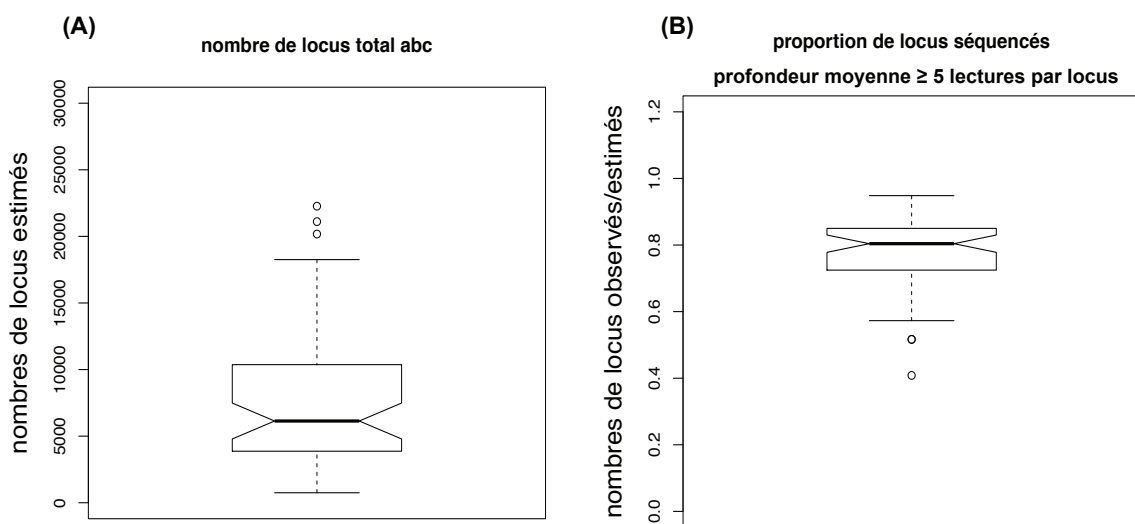 (A)
nombre de locus total abc
nombres de locus estimés
30000
25000
20000
15000
10000
5000
0
(B)
proportion de locus séquencés
profondeur moyenne ≥ 5 lectures par locus
nombres de locus observés/estimés
1.2
1.0
0.8
0.6
0.4
0.2
0.0